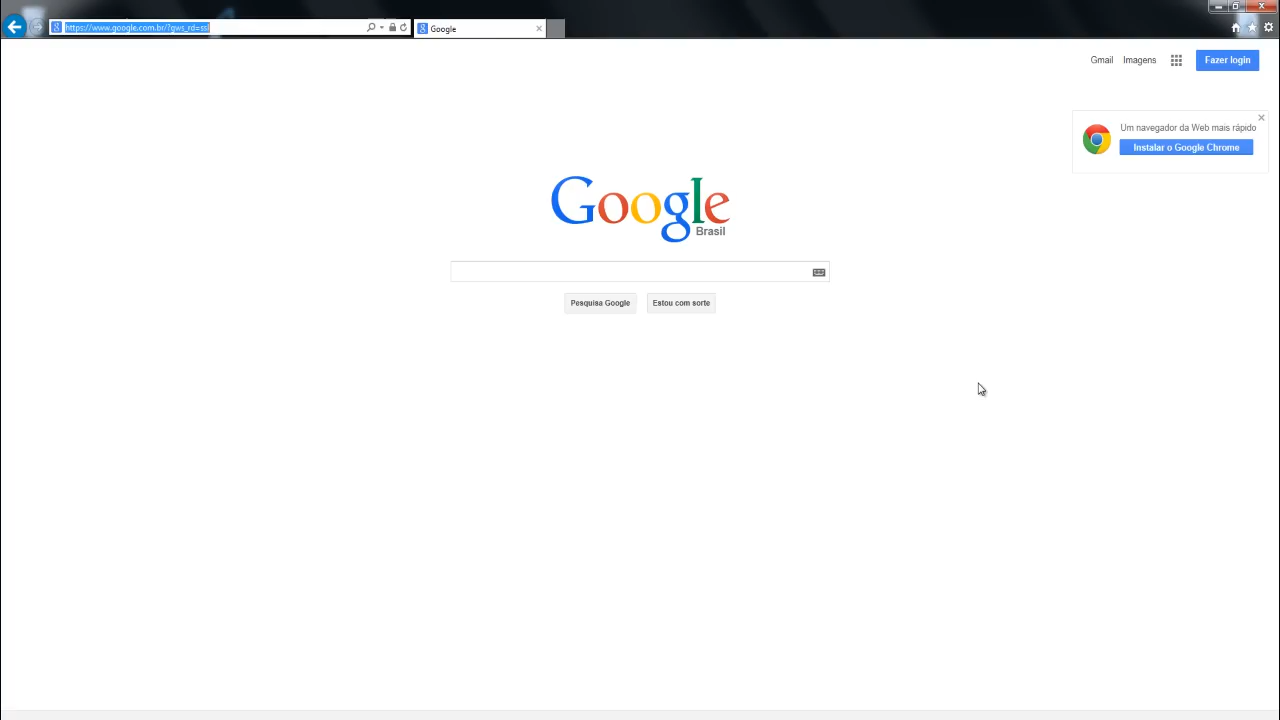 https://www.google.com.br/?gws_rd=ssl
Google
Gmail Imagens Fazer login
Um navegador da Web mais rápido
Instalar o Google Chrome
Google
Brasil
Pesquisa Google Estou com sorte